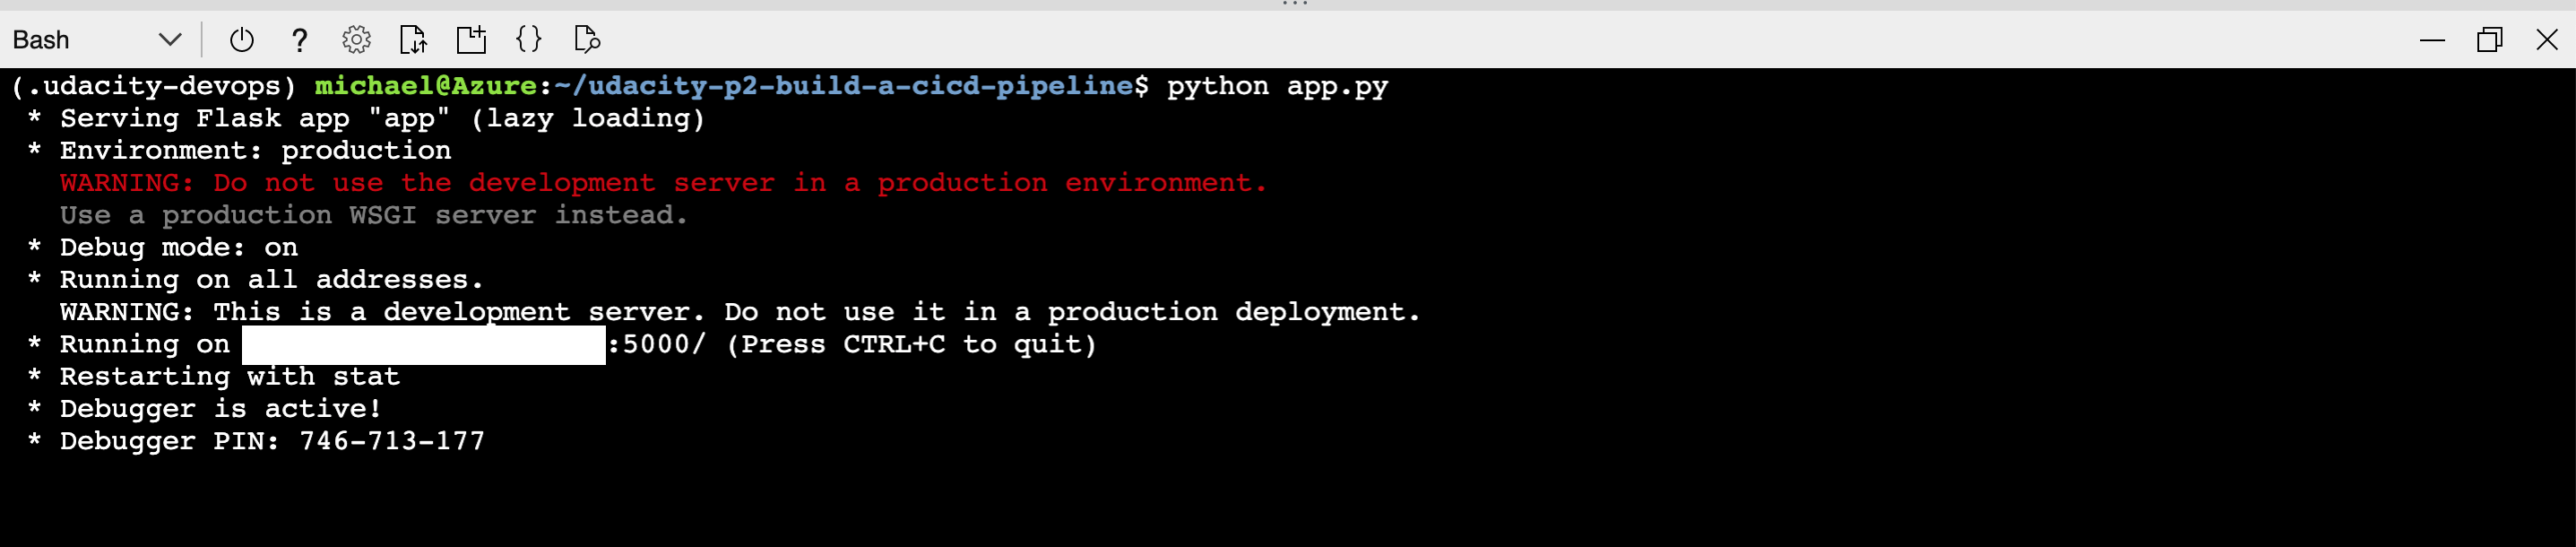 Bash
(.udacity-devops) michael@Azure:~/udacity-p2-build-a-cicd-pipeline$ python app.py
* Serving Flask app "app" (lazy loading)
* Environment: production
WARNING: Do not use the development server in a production environment.
Use a production WSGI server instead.
* Debug mode: on
* Running on all addresses.
WARNING: This is a development server. Do not use it in a production deployment.
* Running on :5000/ (Press CTRL+C to quit)
* Restarting with stat
* Debugger is active!
* Debugger PIN: 746-713-177